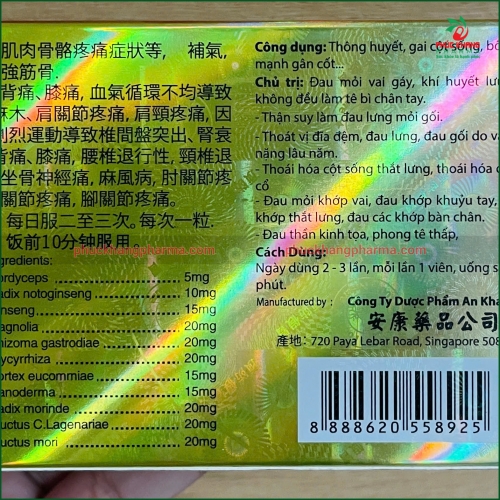 肌肉骨骼疼痛症狀等， 補氣，
強筋骨.
背痛、膝痛, 血氣循環不均導致
麻木、肩關節疼痛, 肩頸疼痛, 因
劇烈運動導致椎間盤突出、腎衰
背痛、膝痛, 腰椎退行性, 頸椎退
坐骨神經痛, 麻風病, 肘關節疼
關節疼痛, 腳關節疼痛。
每日服二至三次。每次一粒.
饭前10分钟服用。
gredients:
rdyceps 5mg
adix notoginseng 10mg
nseng 15mg
agnolia 20mg
hizoma gastrodiae 20mg
ycyrrhiza 20mg
ortex eucommiae 15mg
anoderma 15mg
adix morinde 20mg
uctus C.Lagenariae 20mg
uctus mori 20mg
Công dụng: Thông huyết, gai cột sống, bổ
mạnh gân cốt...
Chủ trị: Đau mỏi vai gáy, khí huyết lưu
không đều làm tê bì chân tay.
- Thận suy làm đau lưng mỏi gối.
- Thoát vị đĩa đệm, đau lưng, đau gối do vậ
nặng lâu năm.
- Thoái hóa cột sống thắt lưng, thoái hóa c
cổ
- Đau mỏi khớp vai, đau khớp khuỷu tay,
khớp thắt lưng, đau các khớp bàn chân.
- Đau thần kinh tọa, phong tê thấp,
Cách Dùng:
Ngày dùng 2 - 3 lần, mỗi lần 1 viên, uống s
phút.
Manufactured by : Công Ty Dược Phẩm An Kha
安康藥品公司
產地: 720 Paya Lebar Road, Singapore 508
8 888620 558925
phuckhangpharma.com
phuckhangpharma.com